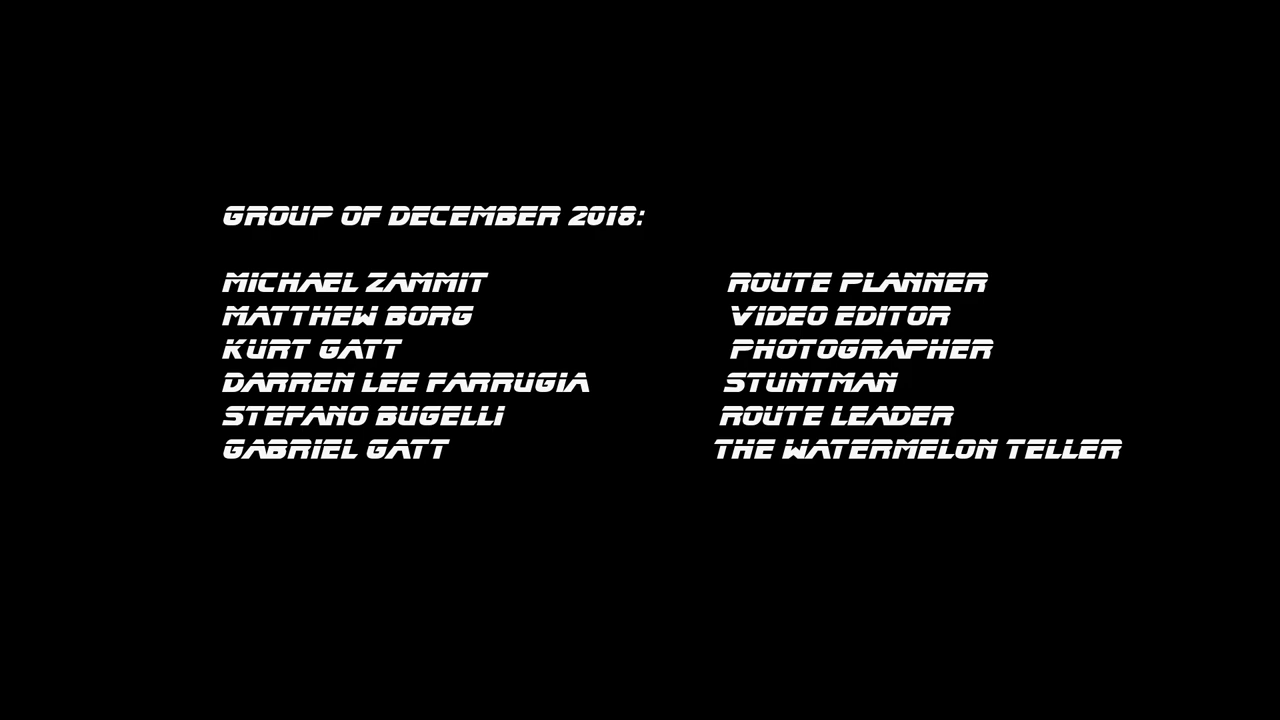 GROUP OF DECEMBER 2018:
MICHAEL ZAMMIT ROUTE PLANNER
MATTHEW BORG VIDEO EDITOR
KURT GATT PHOTOGRAPHER
DARREN LEE FARRUGIA STUNTMAN
STEFANO BUGELLI ROUTE LEADER
GABRIEL GATT THE WATERMELON TELLER